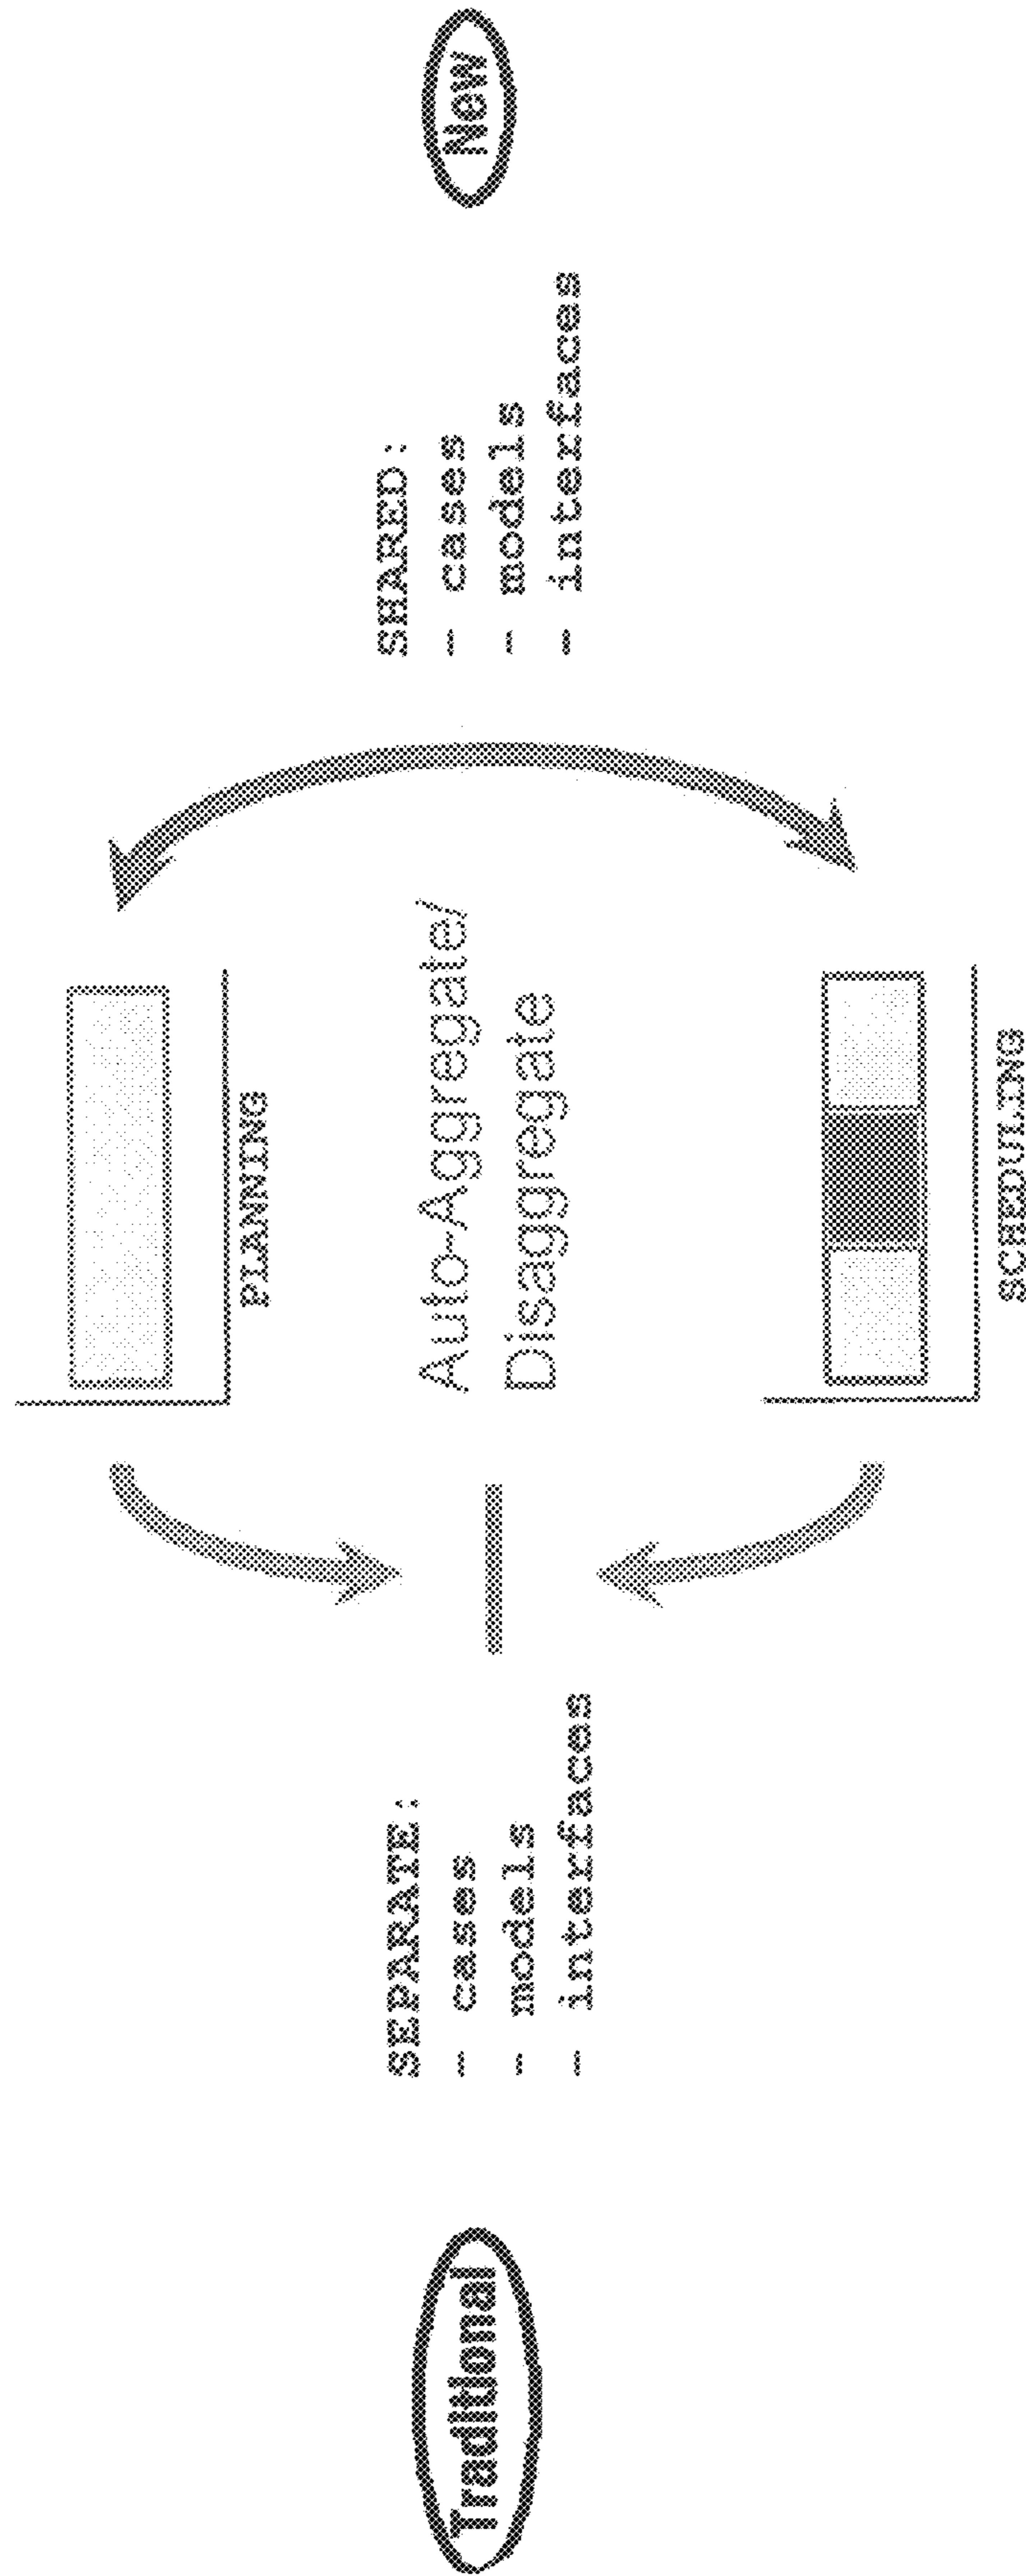 Traditional
SEPARATE:
- cases
- models
- interfaces
PLANNING
Auto-Aggregate/
Disaggregate
SCHEDULING
SHARED:
- cases
- models
- interfaces
New